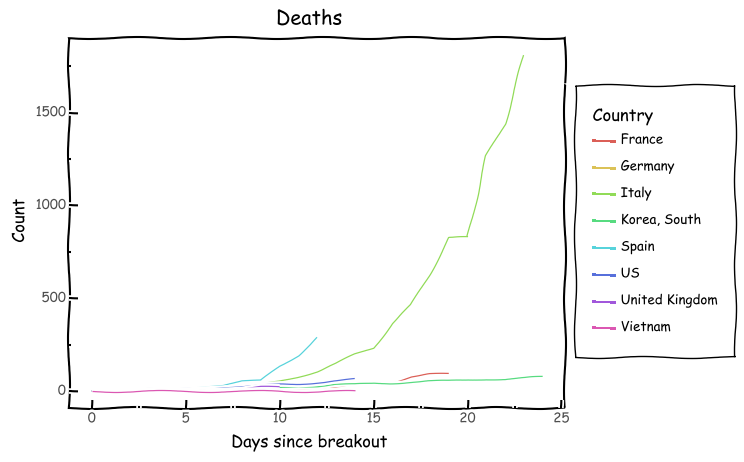 Deaths
Count
1500
1000
500
0
0
5
10
15
20
25
Days since breakout
Country
France
Germany
Italy
Korea, South
Spain
US
United Kingdom
Vietnam